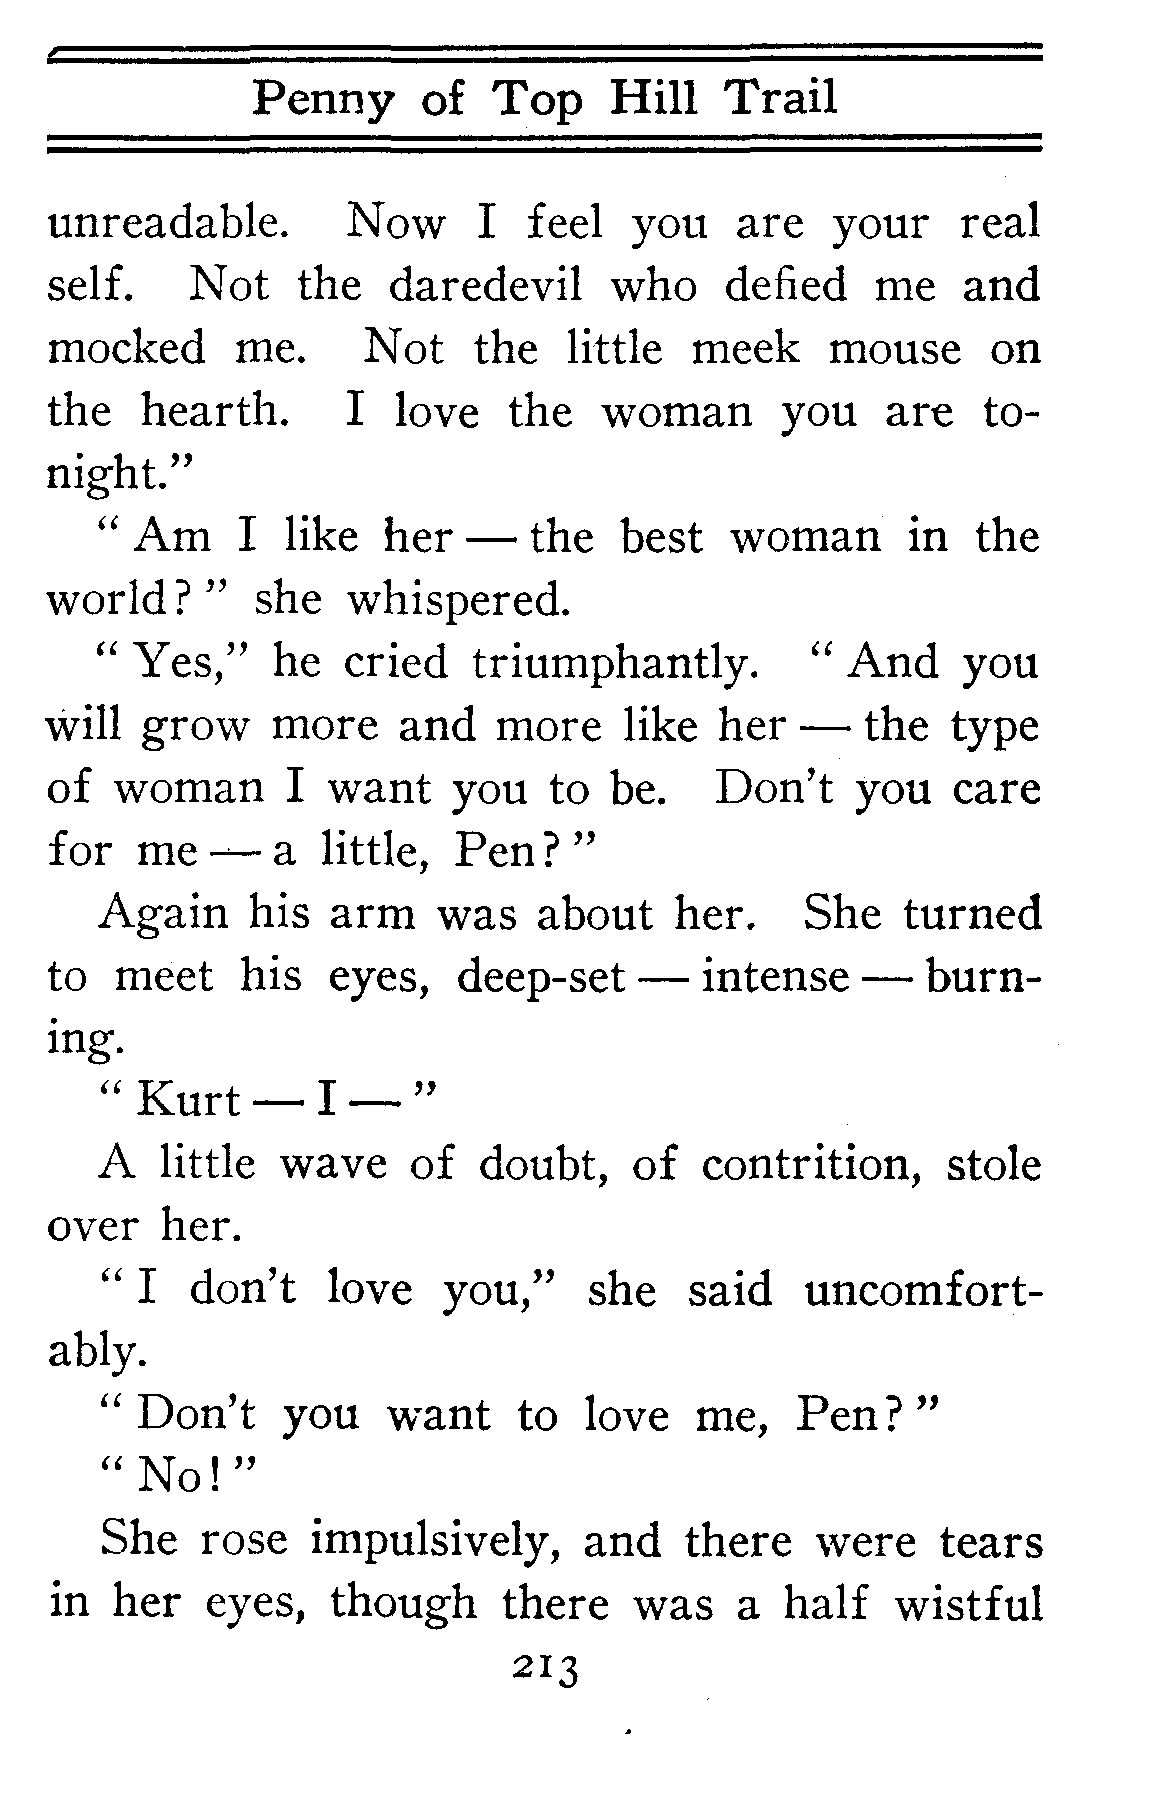 Penny of Top Hill Trail
unreadable. Now I feel you are your real
self. Not the daredevil who defied me and
mocked me. Not the little meek mouse on
the hearth. I love the woman you are to-
night.”
“ Am I like her — the best woman in the
world? ” she whispered.
“ Yes,” he cried triumphantly. “ And you
will grow more and more like her — the type
of woman I want you to be. Don’t you care
for me — a little, Pen? ”
Again his arm was about her. She turned
to meet his eyes, deep-set — intense — burn-
ing.
“ Kurt — I — ”
A little wave of doubt, of contrition, stole
over her.
“ I don’t love you,” she said uncomfort-
ably.
“ Don’t you want to love me, Pen? ”
“ No! ”
She rose impulsively, and there were tears
in her eyes, though there was a half wistful
213